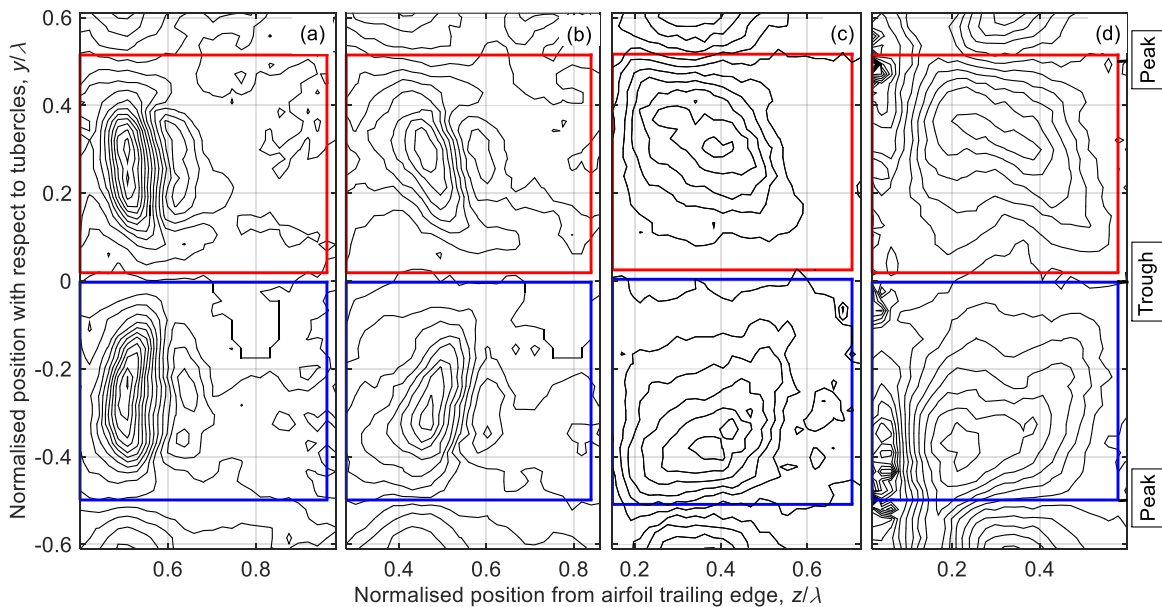 (a)
(b)
(c)
(d)
Normalised position with respect to tubercles, y/λ
0.6
0.4
0.2
0
-0.2
-0.4
-0.6
Peak
Trough
Peak
0.6 0.8
0.4 0.6 0.8
0.2 0.4 0.6
0.2 0.4
Normalised position from airfoil trailing edge, z/λ